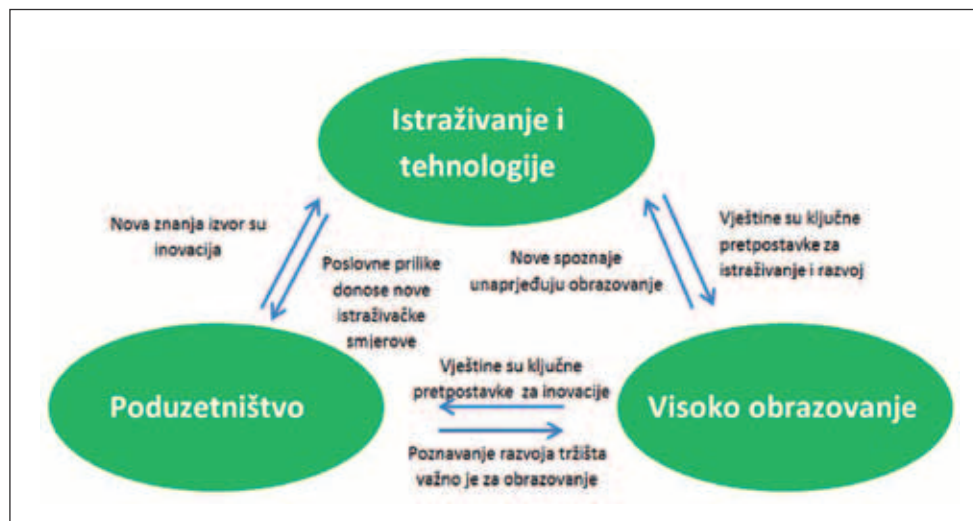 Istraživanje i
tehnologije
Nova znanja izvor su
inovacija
Poslovne prilike
donose nove
istraživačke
smjerove
Nove spoznaje
unaprjeđuju obrazovanje
Vještine su ključne
pretpostavke za
istraživanje i razvoj
Poduzetništvo
Vještine su ključne
pretpostavke za inovacije
Poznavanje razvoja tržišta
važno je za obrazovanje
Visoko obrazovanje